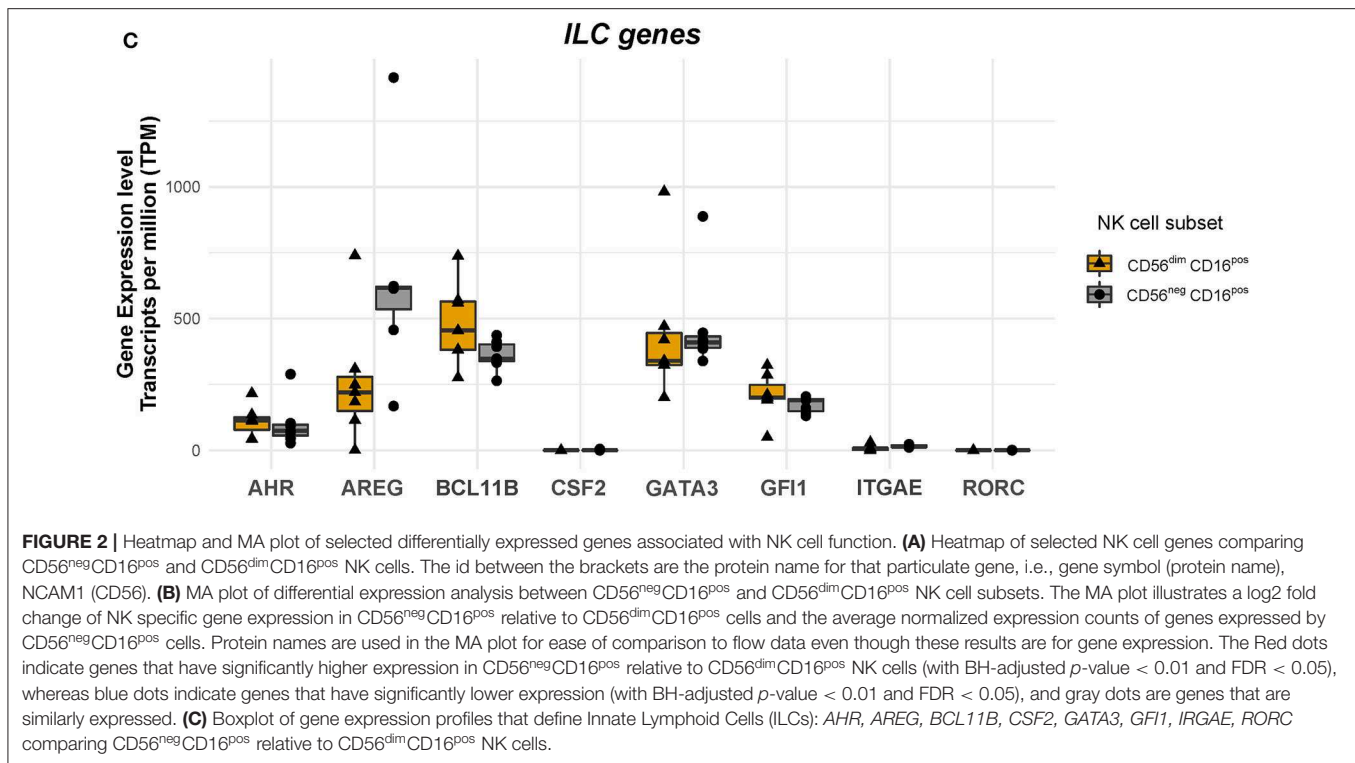 C
ILC genes
Gene Expression level
Transcripts per million (TPM)
1000
500
0
AHR AREG BCL11B CSF2 GATA3 GFI1 ITGAE RORC
NK cell subset
CD56dim CD16pos
CD56neg CD16pos
FIGURE 2 | Heatmap and MA plot of selected differentially expressed genes associated with NK cell function. (A) Heatmap of selected NK cell genes comparing
CD56negCD16pos and CD56dimCD16pos NK cells. The id between the brackets are the protein name for that particulate gene, i.e., gene symbol (protein name),
NCAM1 (CD56). (B) MA plot of differential expression analysis between CD56negCD16pos and CD56dimCD16pos NK cell subsets. The MA plot illustrates a log2 fold
change of NK specific gene expression in CD56negCD16pos relative to CD56dimCD16pos cells and the average normalized expression counts of genes expressed by
CD56negCD16pos cells. Protein names are used in the MA plot for ease of comparison to flow data even though these results are for gene expression. The Red dots
indicate genes that have significantly higher expression in CD56negCD16pos relative to CD56dimCD16pos NK cells (with BH-adjusted p-value < 0.01 and FDR < 0.05),
whereas blue dots indicate genes that have significantly lower expression (with BH-adjusted p-value < 0.01 and FDR < 0.05), and gray dots are genes that are
similarly expressed. (C) Boxplot of gene expression profiles that define Innate Lymphoid Cells (ILCs): AHR, AREG, BCL11B, CSF2, GATA3, GFI1, IRGAE, RORC
comparing CD56negCD16pos relative to CD56dimCD16pos NK cells.